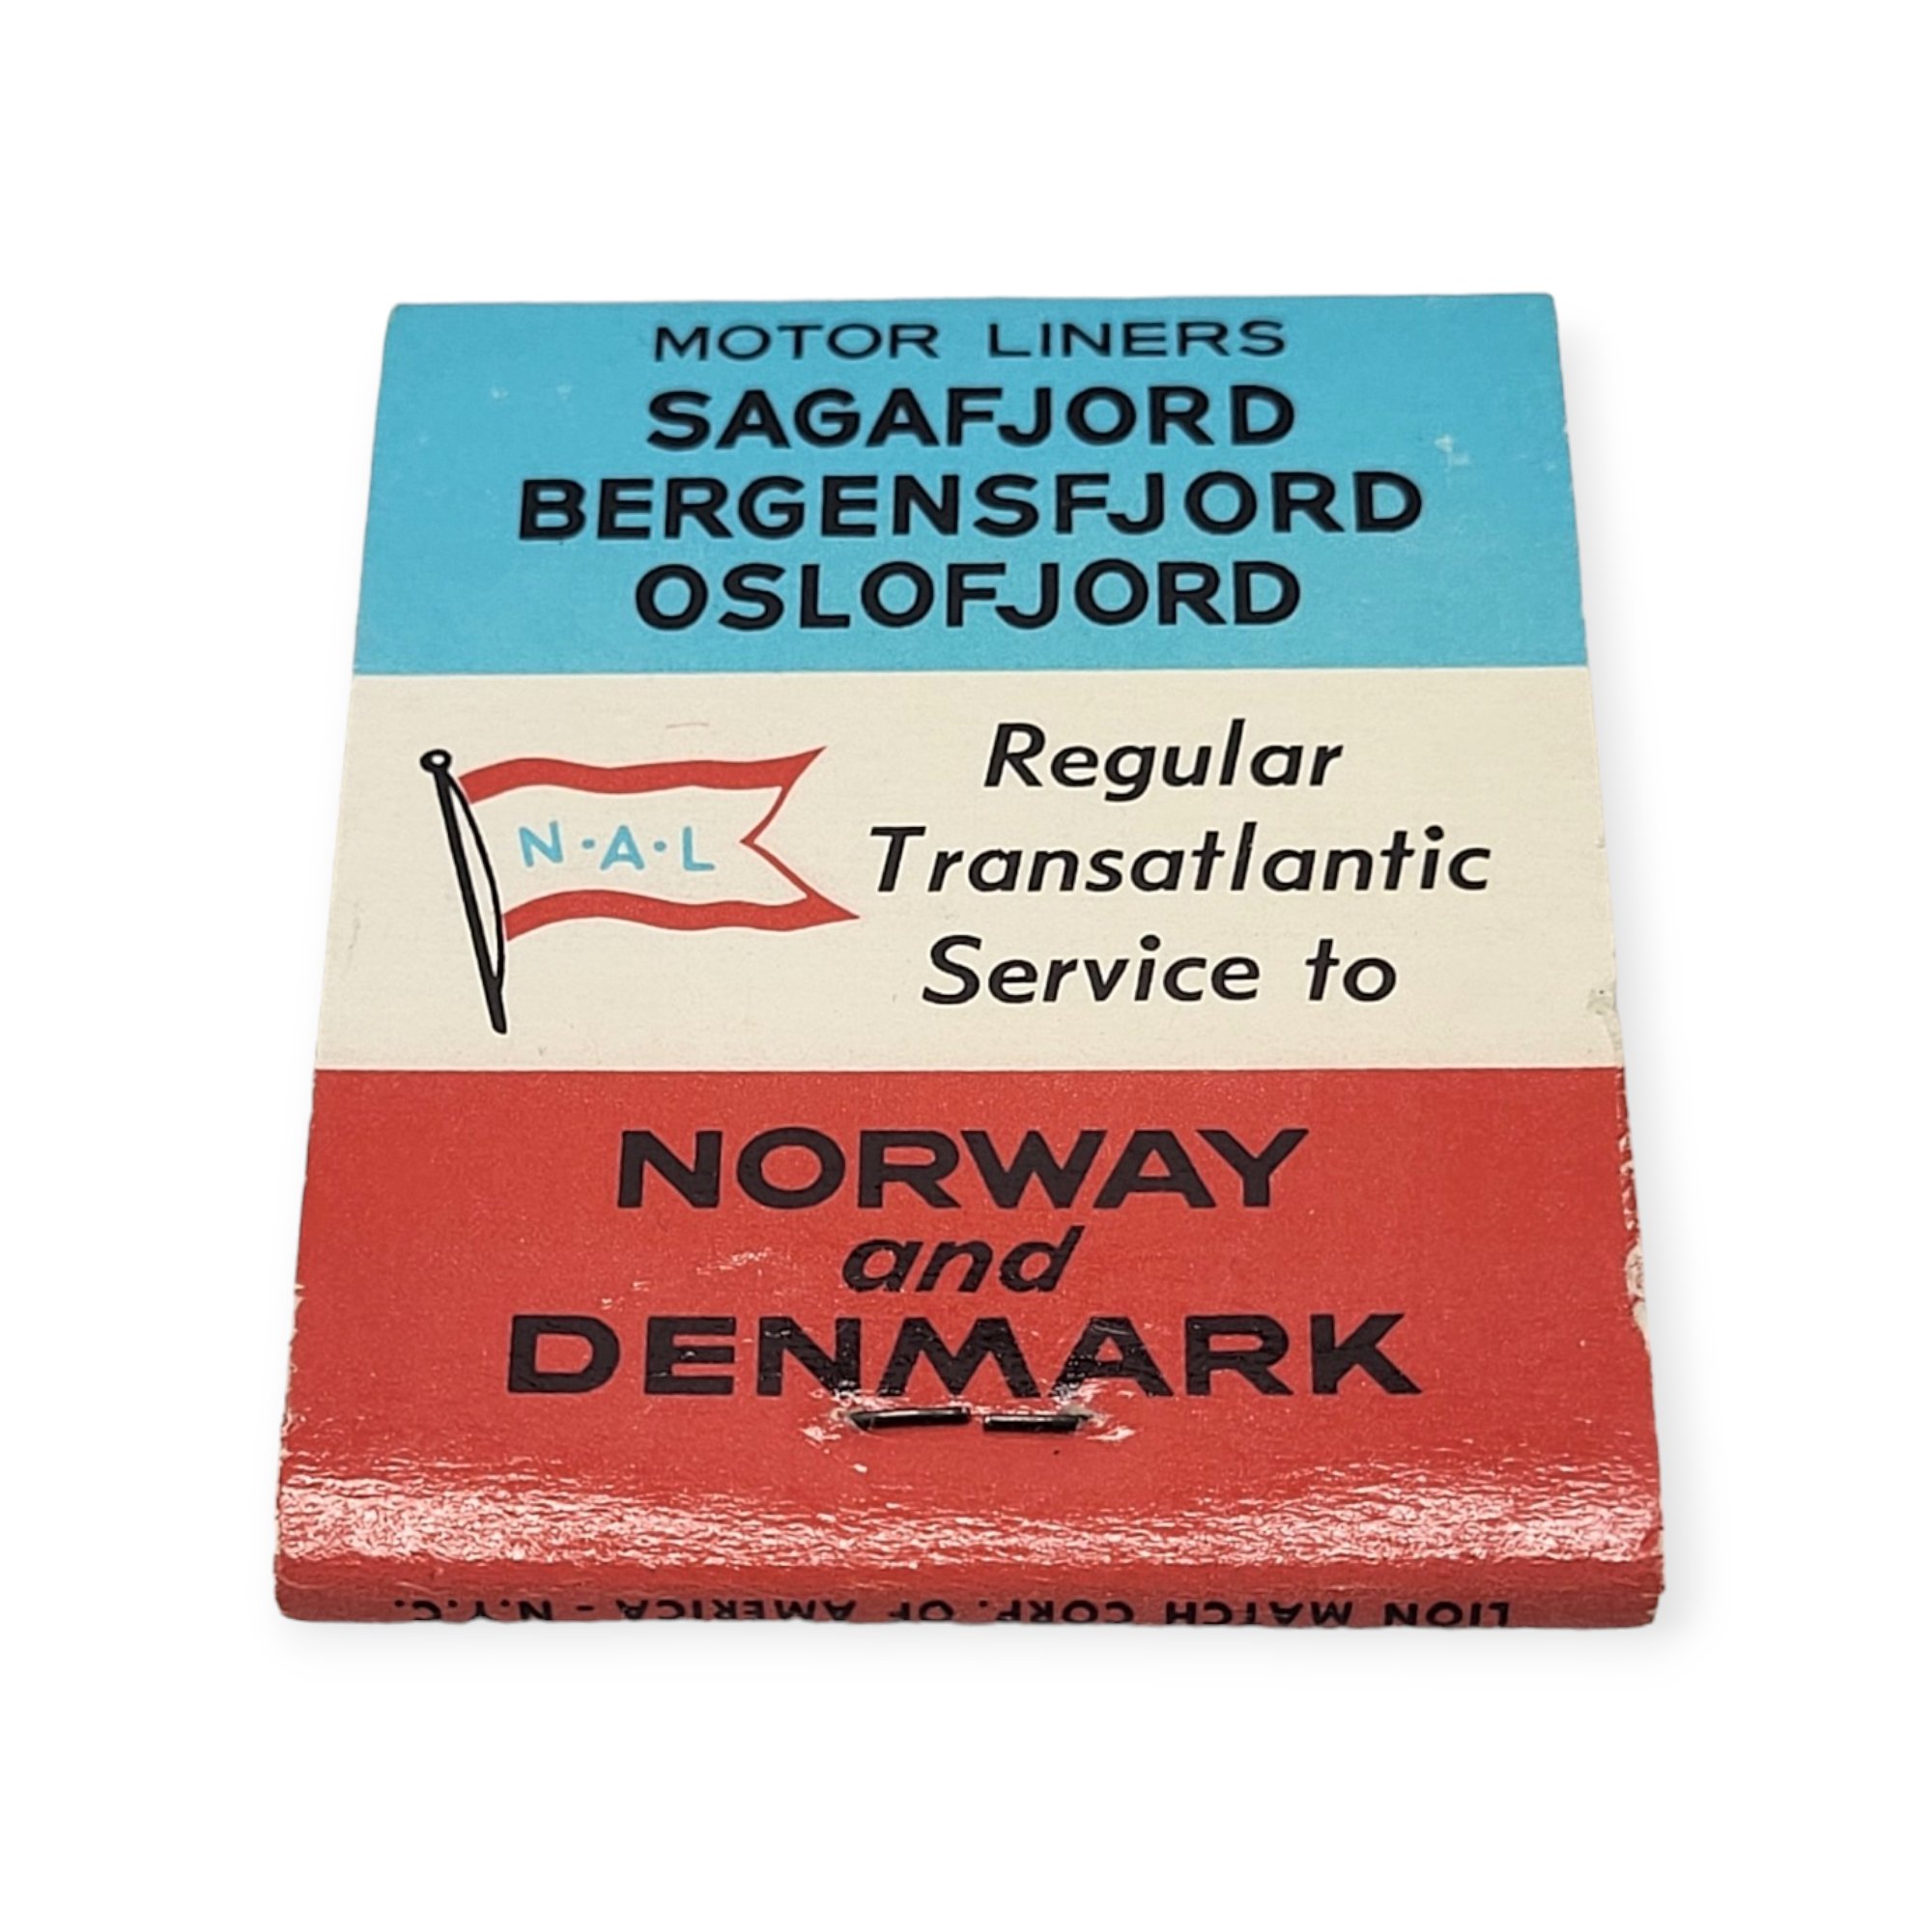 MOTOR LINERS
SAGAFJORD
BERGENSFJORD
OSLOFJORD
N·A·L
Regular
Transatlantic
Service to
NORWAY
and
DENMARK
LION MATCH CORP. OF AMERICA - N.Y.C.